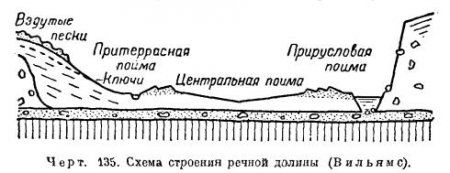 Вздутые
пески
Притеррасная
пойма
Ключи
Центральная пойма
Прирусловая
пойма
Черт. 135. Схема строения речной долины (Вильямс).